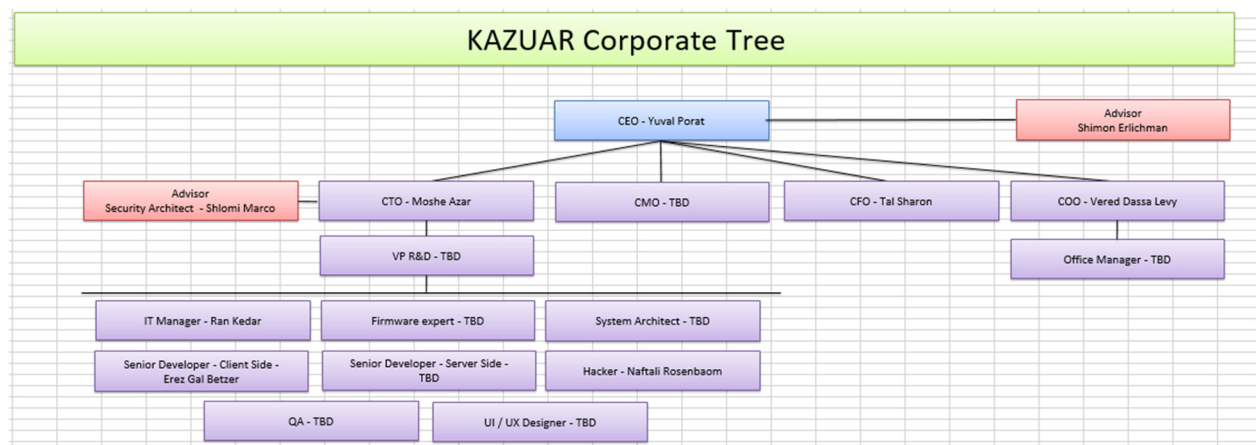 KAZUAR Corporate Tree
CEO - Yuval Porat
Advisor
Shimon Erlichman
Advisor
Security Architect  - Shlomi Marco
CTO - Moshe Azar
CMO - TBD
CFO - Tal Sharon
COO - Vered Dassa Levy
VP R&D - TBD
Office Manager - TBD
IT Manager - Ran Kedar
Firmware expert - TBD
System Architect - TBD
Senior Developer - Client Side -
Erez Gal Betzer
Senior Developer - Server Side -
TBD
Hacker - Naftali Rosenbaom
QA - TBD
UI / UX Designer - TBD